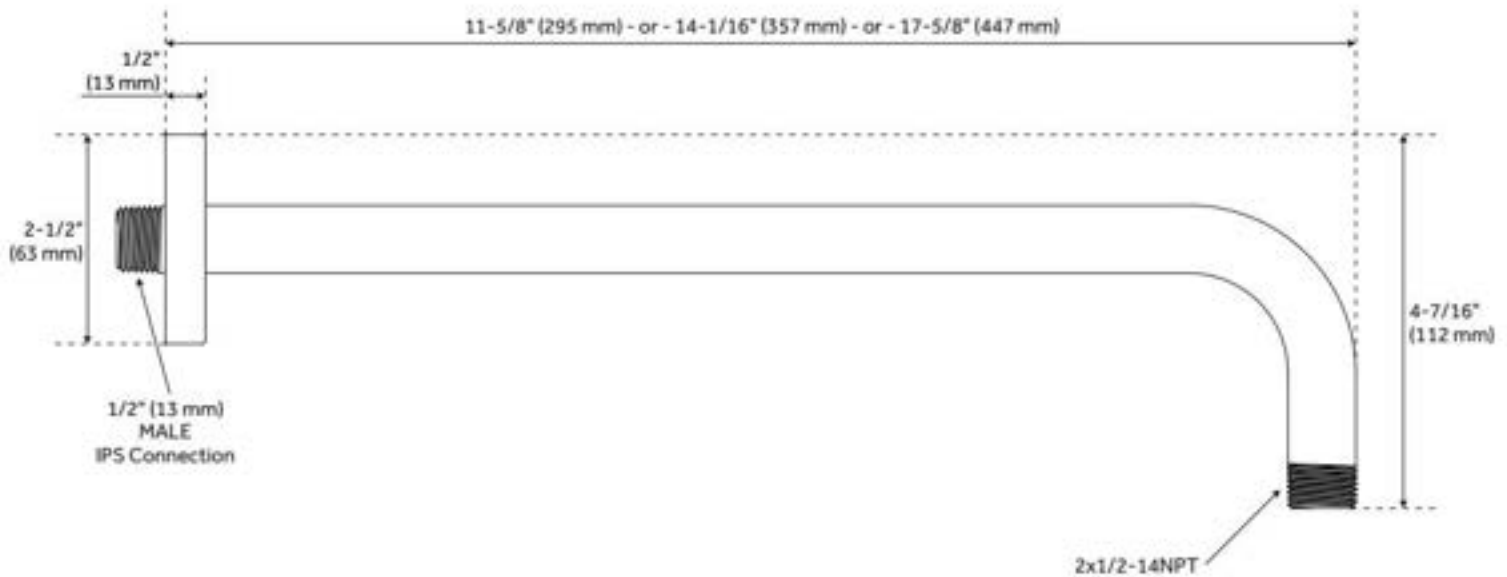 11-5/8" (295 mm) - or - 14-1/16" (357 mm) - or - 17-5/8" (447 mm)
1/2"
(13 mm)
2-1/2"
(63 mm)
4-7/16"
(112 mm)
1/2" (13 mm)
MALE
IPS Connection
2x1/2-14NPT